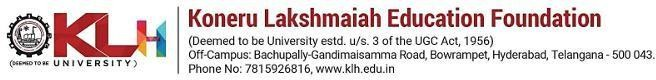 KLH
(DEEMED TO BE UNIVERSITY)
Koneru Lakshmaiah Education Foundation
(Deemed to be University estd. u/s. 3 of the UGC Act, 1956)
Off-Campus: Bachupally-Gandimaisamma Road, Bowrampet, Hyderabad, Telangana - 500 043.
Phone No: 7815926816, www.klh.edu.in